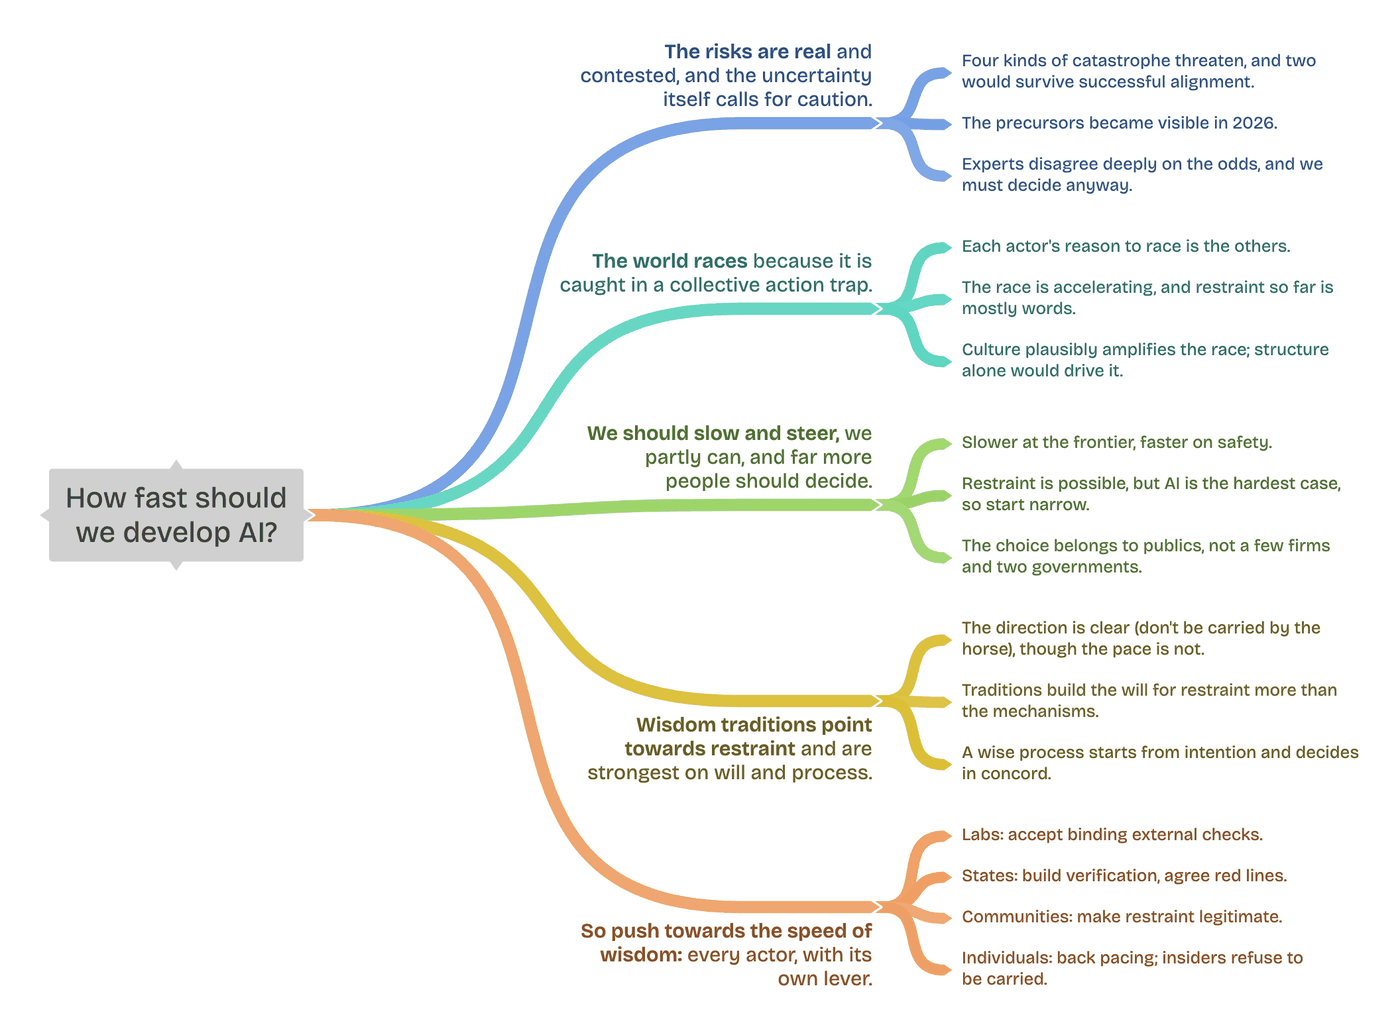 How fast should
we develop AI?
The risks are real and
contested, and the uncertainty
itself calls for caution.
Four kinds of catastrophe threaten, and two
would survive successful alignment.
The precursors became visible in 2026.
Experts disagree deeply on the odds, and we
must decide anyway.
The world races because it is
caught in a collective action trap.
Each actor's reason to race is the others.
The race is accelerating, and restraint so far is
mostly words.
Culture plausibly amplifies the race; structure
alone would drive it.
We should slow and steer, we
partly can, and far more
people should decide.
Slower at the frontier, faster on safety.
Restraint is possible, but AI is the hardest case,
so start narrow.
The choice belongs to publics, not a few firms
and two governments.
Wisdom traditions point
towards restraint and are
strongest on will and process.
The direction is clear (don't be carried by the
horse), though the pace is not.
Traditions build the will for restraint more than
the mechanisms.
A wise process starts from intention and decides
in concord.
So push towards the speed of
wisdom: every actor, with its
own lever.
Labs: accept binding external checks.
States: build verification, agree red lines.
Communities: make restraint legitimate.
Individuals: back pacing; insiders refuse to
be carried.